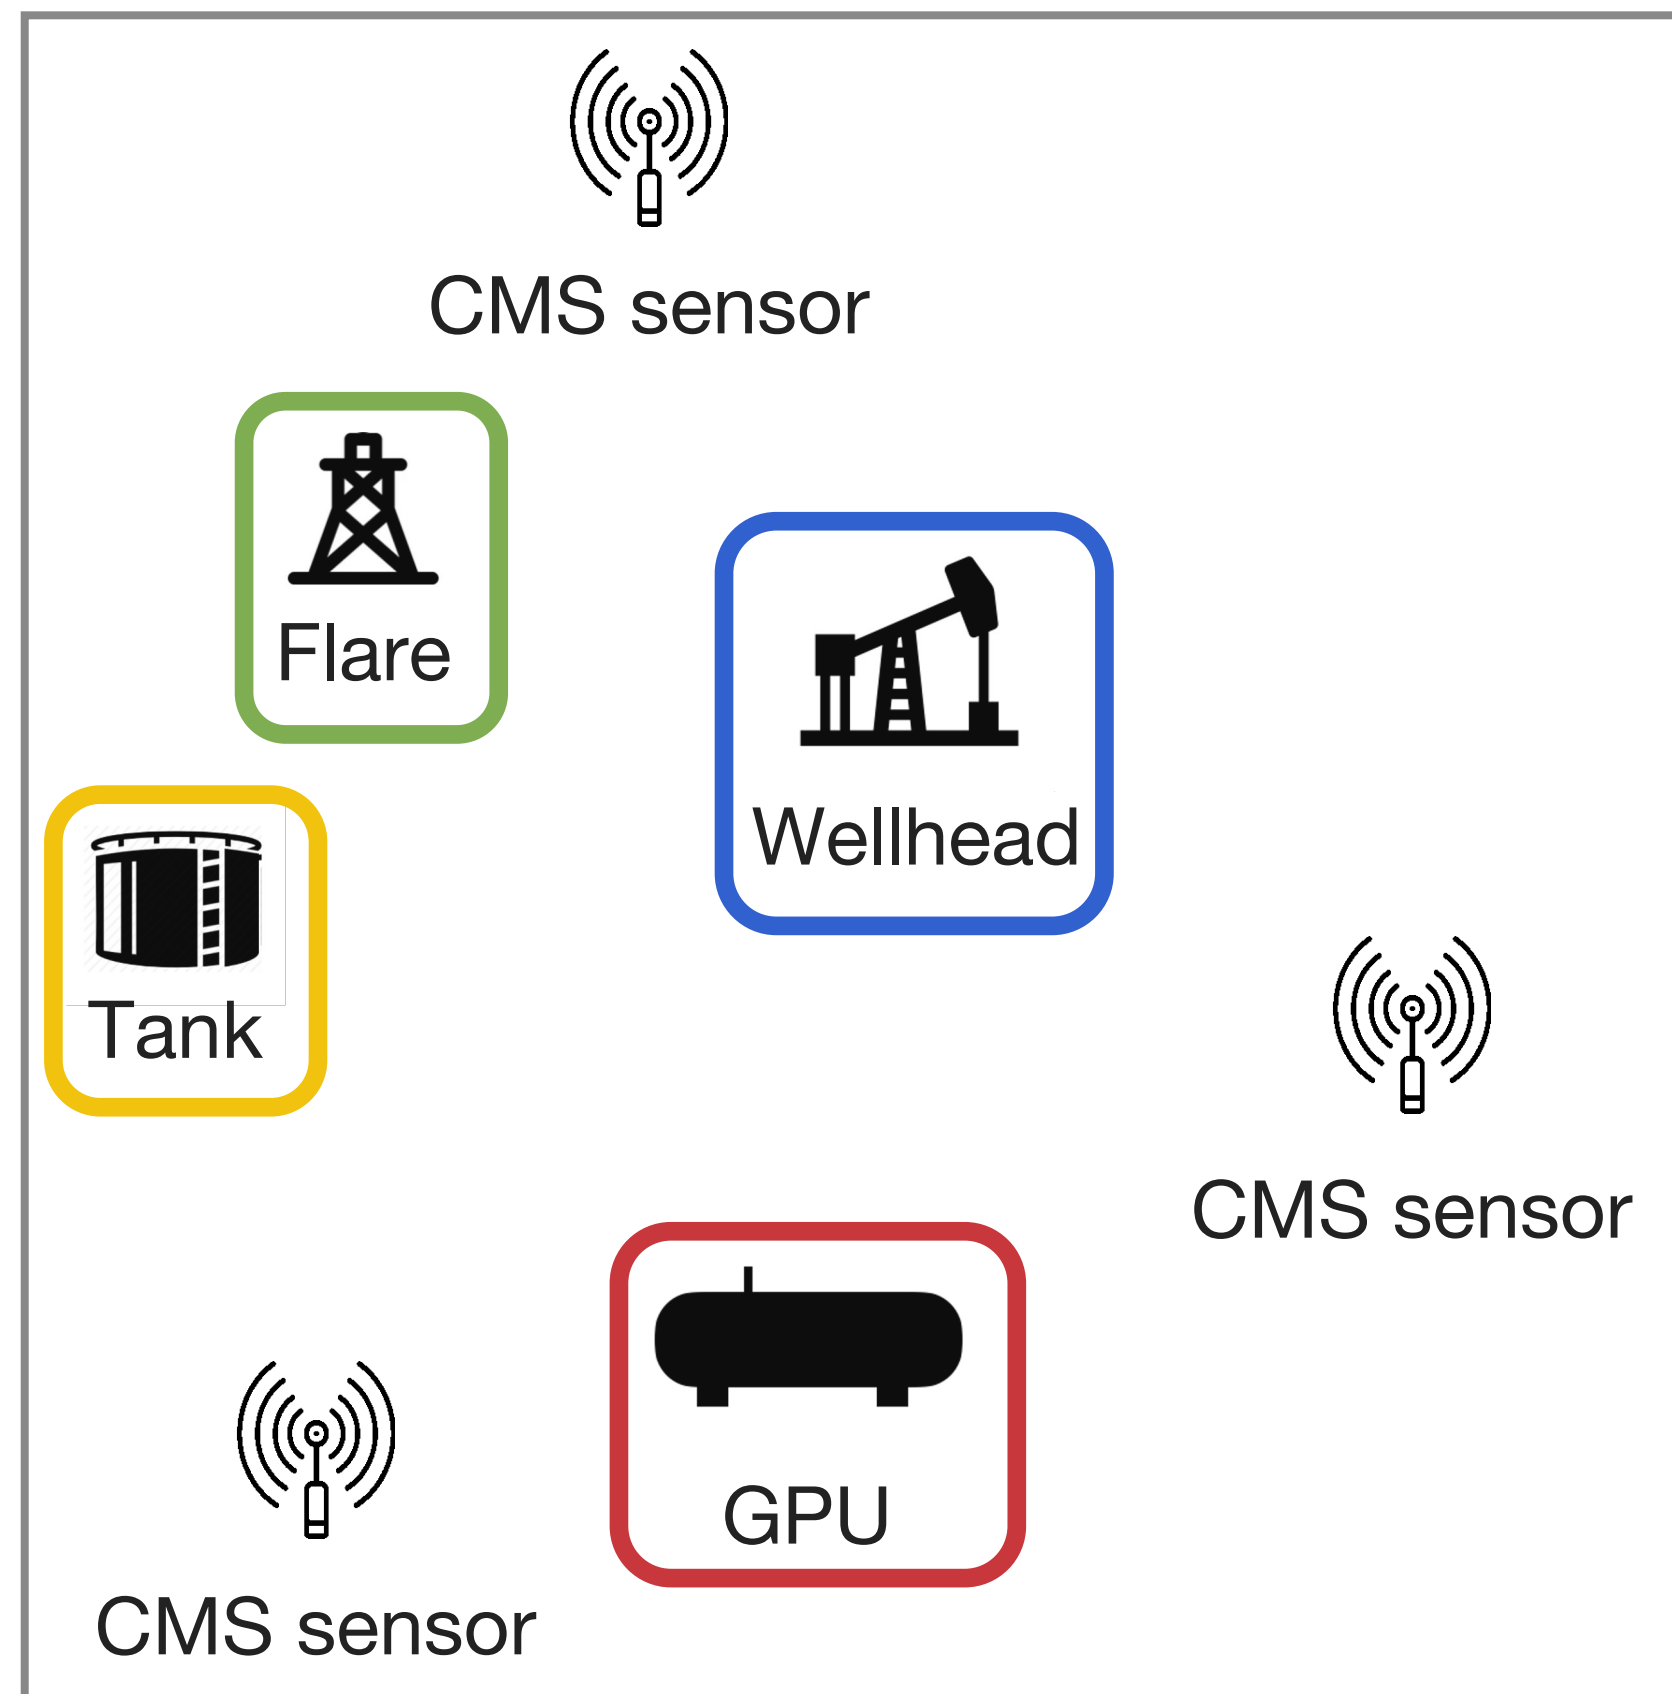 CMS sensor
Flare
Wellhead
Tank
CMS sensor
GPU
CMS sensor